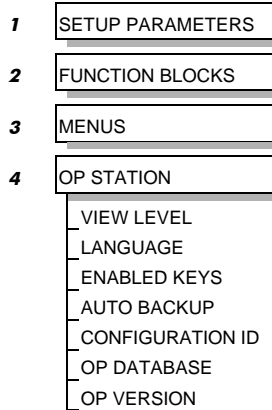 1 SETUP PARAMETERS
2 FUNCTION BLOCKS
3 MENUS
4 OP STATION
VIEW LEVEL
LANGUAGE
ENABLED KEYS
AUTO BACKUP
CONFIGURATION ID
OP DATABASE
OP VERSION